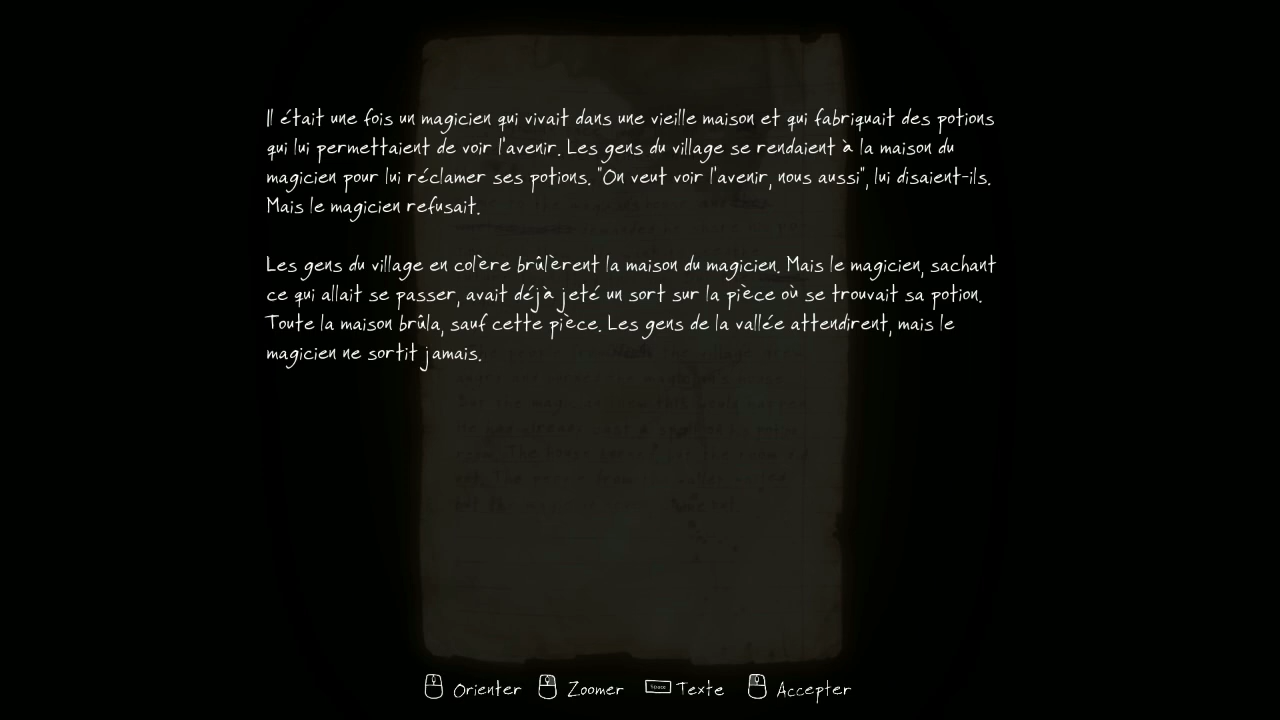 Il était une fois un magicien qui vivait dans une vieille maison et qui fabriquait des potions
qui lui permettaient de voir l'avenir. Les gens du village se rendaient à la maison du
magicien pour lui réclamer ses potions. "On veut voir l'avenir, nous aussi", lui disaient-ils.
Mais le magicien refusait.
Les gens du village en colère brûlèrent la maison du magicien. Mais le magicien, sachant
ce qui allait se passer, avait déjà jeté un sort sur la pièce où se trouvait sa potion.
Toute la maison brûla, sauf cette pièce. Les gens de la vallée attendirent, mais le
magicien ne sortit jamais.
Orienter Zoomer Texte Accepter